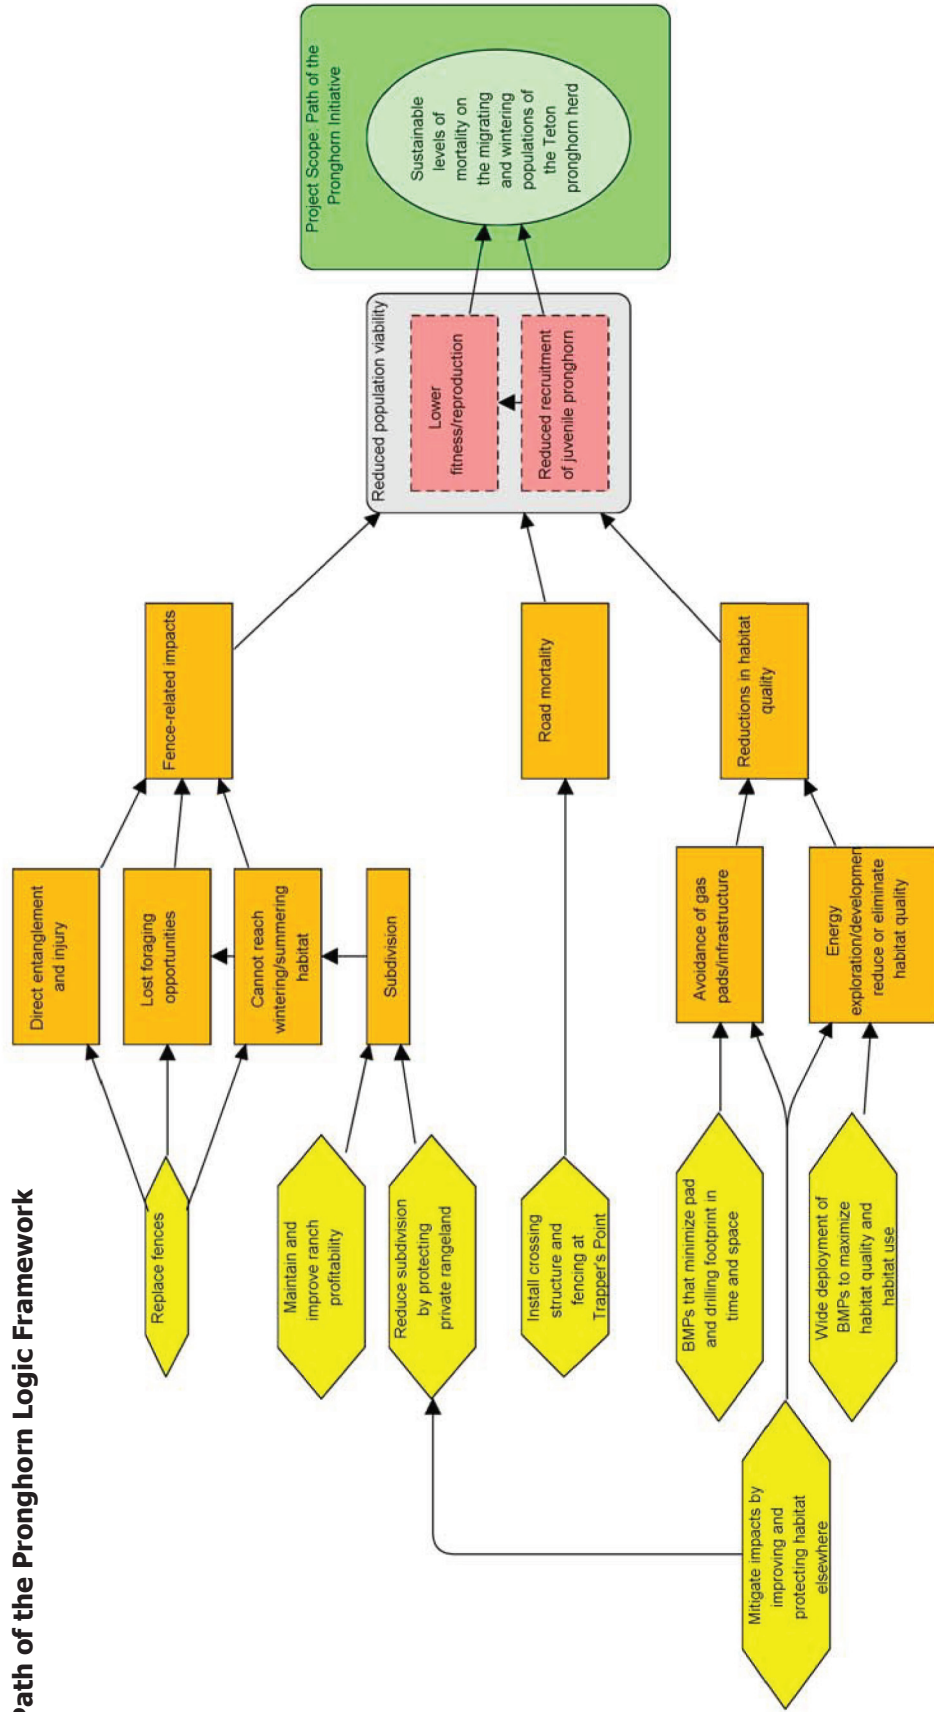 Path of the Pronghorn Logic Framework
Replace fences
Maintain and
improve ranch
profitability
Reduce subdivision
by protecting
private rangeland
Install crossing
structure and
fencing at
Trapper's Point
BMPs that minimize pad
and drilling footprint in
time and space
Mitigate impacts by
improving and
protecting habitat
elsewhere
Wide deployment of
BMPs to maximize
habitat quality and
habitat use
Direct entanglement
and injury
Lost foraging
opportunities
Cannot reach
wintering/summering
habitat
Subdivision
Avoidance of gas
pads/infrastructure
Energy
exploration/developmen
reduce or eliminate
habitat quality
Fence-related impacts
Road mortality
Reductions in habitat
quality
Reduced population viability
Lower
fitness/reproduction
Reduced recruitment
of juvenile pronghorn
Project Scope: Path of the
Pronghorn Initiative
Sustainable
levels of
mortality on
the migrating
and wintering
populations of
the Teton
pronghorn herd